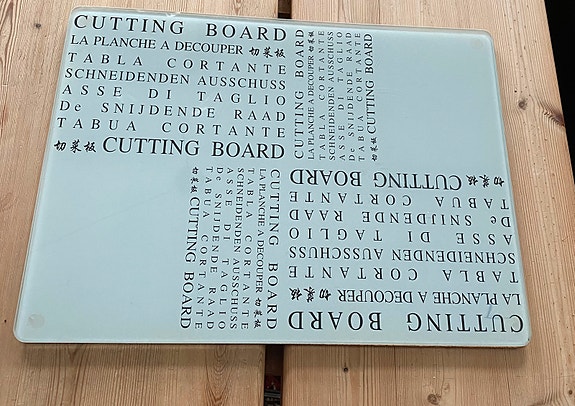 CUTTING BOARD
LA PLANCHE A DECOUPER 切菜板
TABLA CORTANTE
SCHNEIDENDEN AUSSCHUSS
ASSE DI TAGLIO
De SNIJDENDE RAAD
TABUA CORTANTE
切菜板 CUTTING BOARD
CUTTING BOARD
LA PLANCHE A DECOUPER 切菜板
TABLA CORTANTE
SCHNEIDENDEN AUSSCHUSS
ASSE DI TAGLIO
De SNIJDENDE RAAD
TABUA CORTANTE
切菜板 CUTTING BOARD
CUTTING BOARD
LA PLANCHE A DECOUPER 切菜板
TABLA CORTANTE
SCHNEIDENDEN AUSSCHUSS
ASSE DI TAGLIO
De SNIJDENDE RAAD
TABUA CORTANTE
切菜板 CUTTING BOARD
CUTTING BOARD
LA PLANCHE A DECOUPER 切菜板
TABLA CORTANTE
SCHNEIDENDEN AUSSCHUSS
ASSE DI TAGLIO
De SNIJDENDE RAAD
TABUA CORTANTE
切菜板 CUTTING BOARD